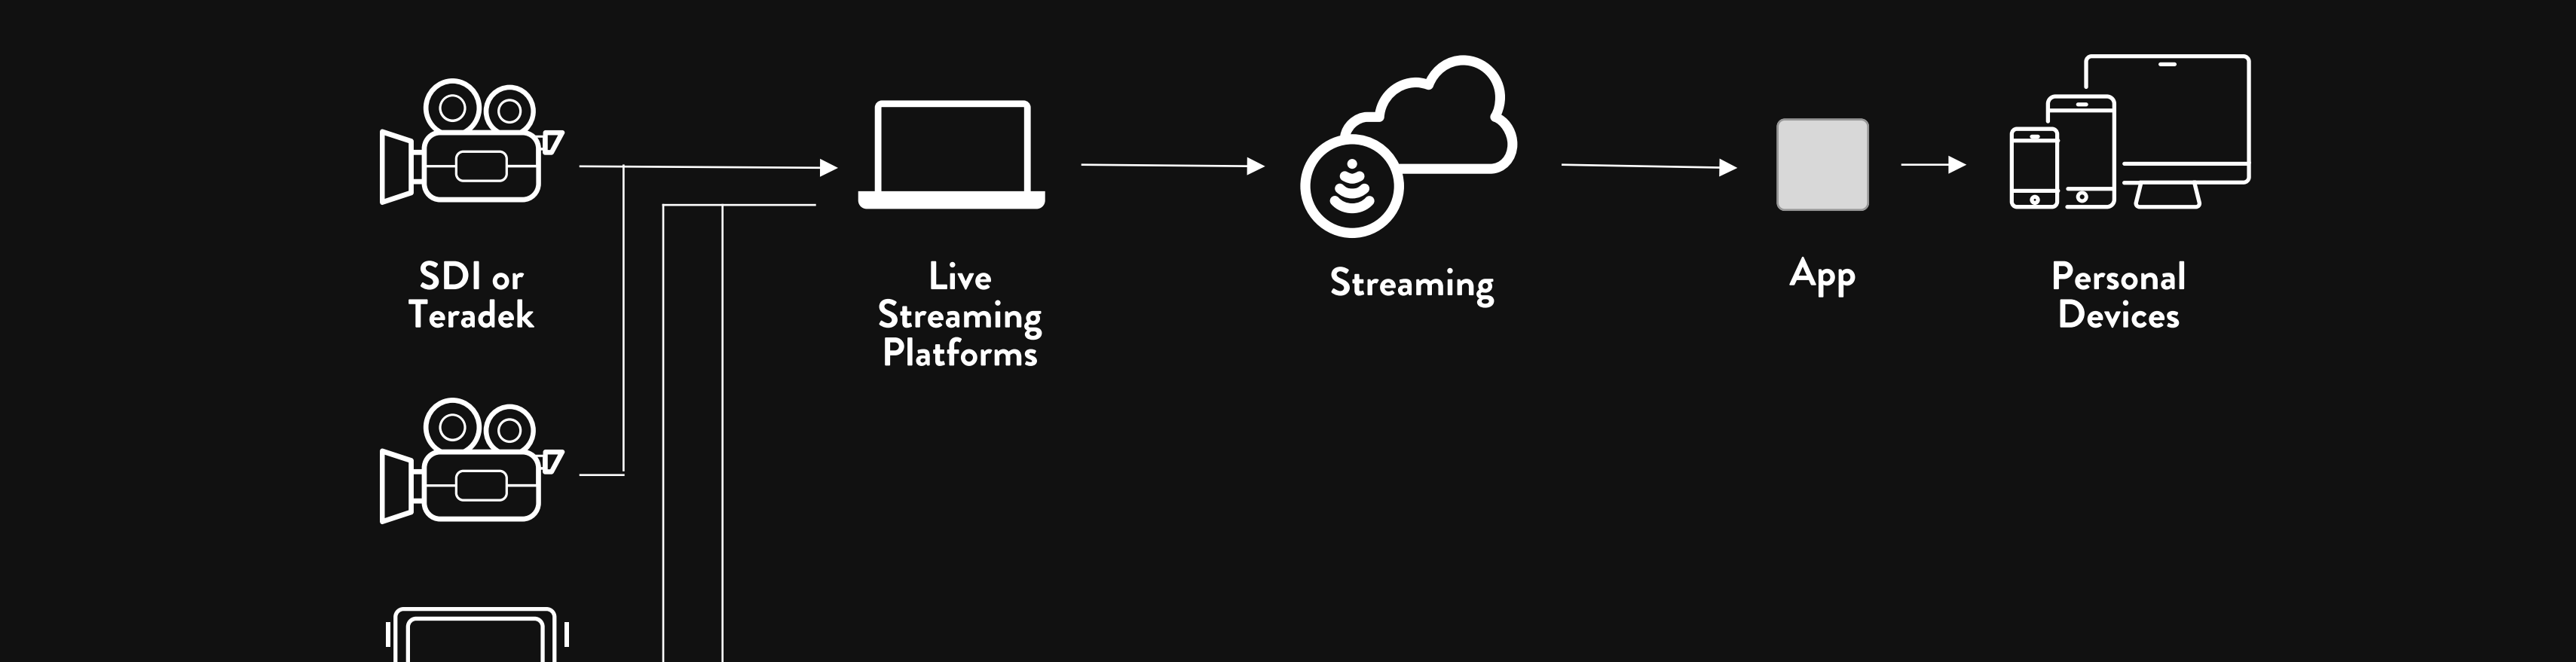 SDI or
Teradek
Live
Streaming
Platforms
Streaming
App
Personal
Devices